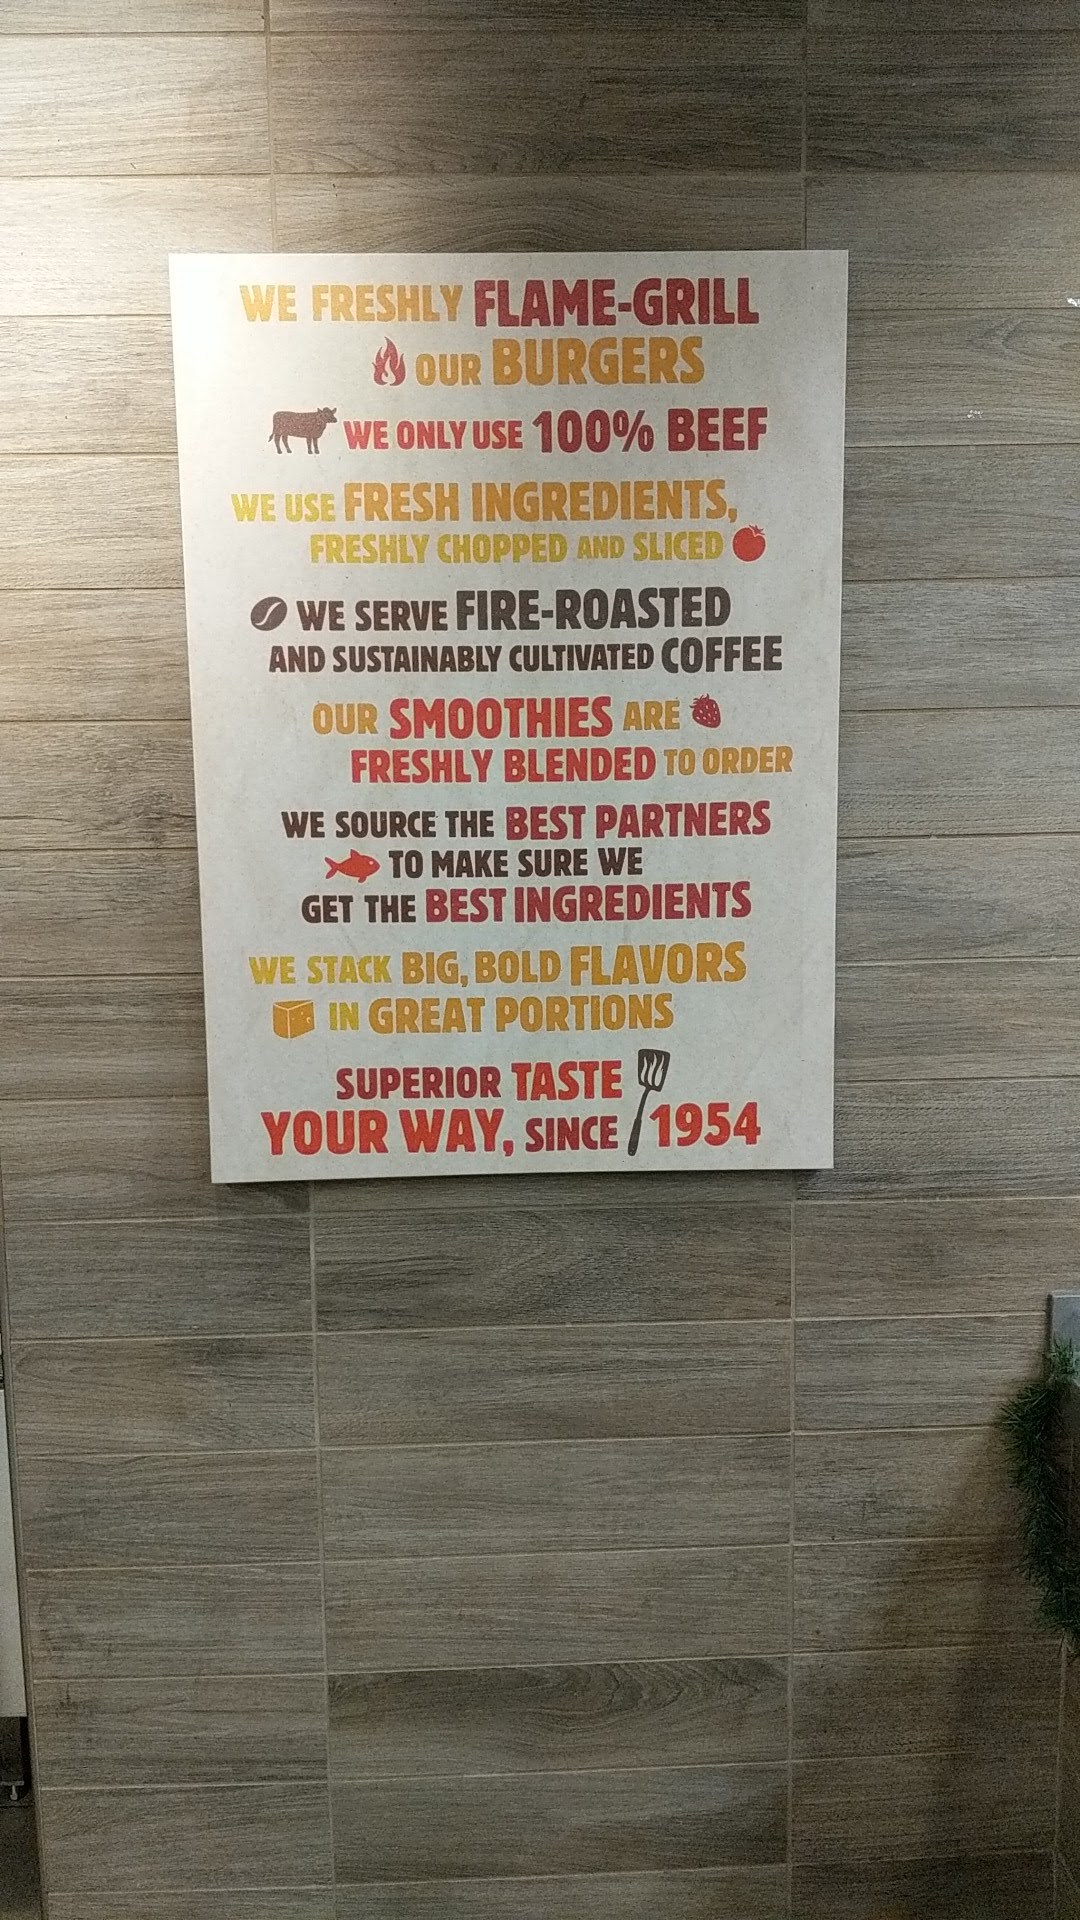 WE FRESHLY FLAME-GRILL
OUR BURGERS
WE ONLY USE 100% BEEF
WE USE FRESH INGREDIENTS,
FRESHLY CHOPPED AND SLICED
WE SERVE FIRE-ROASTED
AND SUSTAINABLY CULTIVATED COFFEE
OUR SMOOTHIES ARE
FRESHLY BLENDED TO ORDER
WE SOURCE THE BEST PARTNERS
TO MAKE SURE WE
GET THE BEST INGREDIENTS
WE STACK BIG, BOLD FLAVORS
IN GREAT PORTIONS
SUPERIOR TASTE
YOUR WAY, SINCE 1954